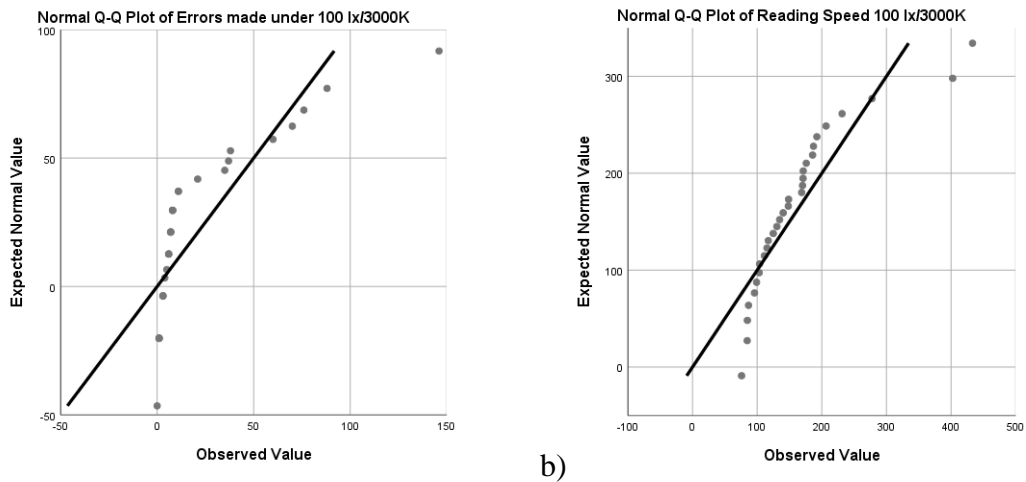 Normal Q-Q Plot of Errors made under 100 lx/3000K
Expected Normal Value
100
50
0
-50
-50
0
50
100
150
Observed Value
b)
Normal Q-Q Plot of Reading Speed 100 lx/3000K
Expected Normal Value
300
200
100
0
-100
0
100
200
300
400
500
Observed Value